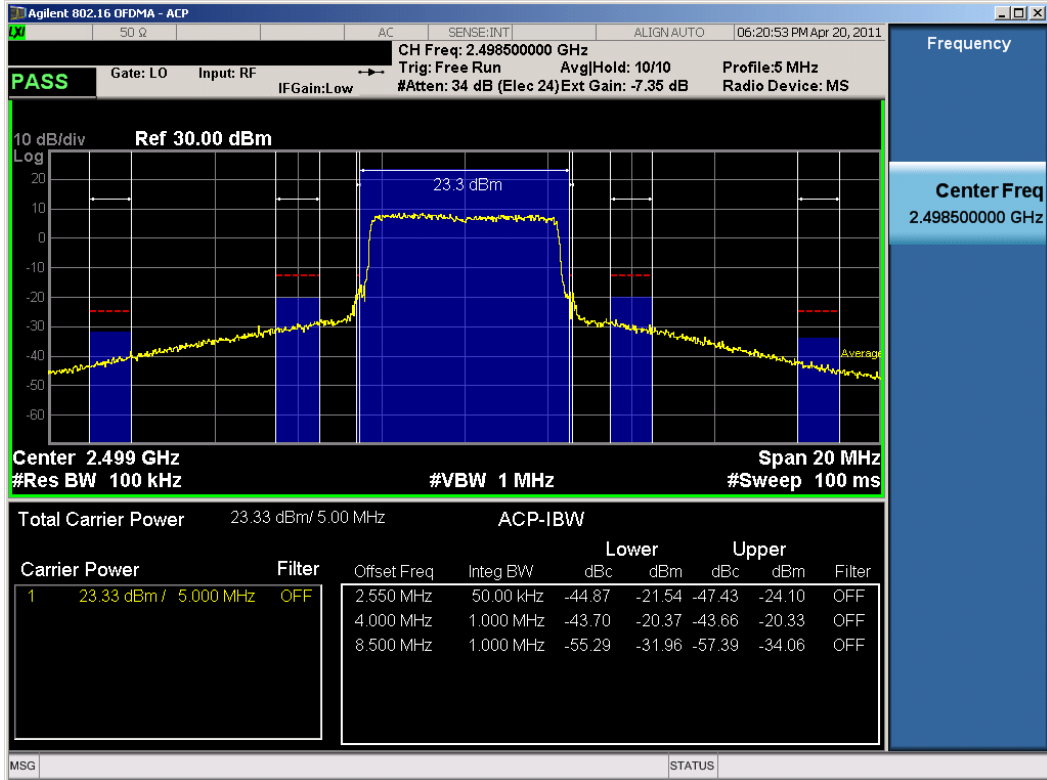 Agilent 802.16 OFDMA - ACP
LXI 50 Ω AC SENSE:INT ALIGN AUTO 06:20:53 PM Apr 20, 2011
CH Freq: 2.498500000 GHz
PASS Gate: LO Input: RF Trig: Free Run Avg|Hold: 10/10 Profile:5 MHz
IFGain:Low #Atten: 34 dB (Elec 24) Ext Gain: -7.35 dB Radio Device: MS
Frequency
10 dB/div Ref 30.00 dBm
Log
20
23.3 dBm
10
0
-10
-20
-30
-40
Average
-50
-60
Center Freq
2.498500000 GHz
Center 2.499 GHz Span 20 MHz
#Res BW 100 kHz #VBW 1 MHz #Sweep 100 ms
Total Carrier Power 23.33 dBm/ 5.00 MHz ACP-IBW
Lower Upper
Carrier Power Filter Offset Freq Integ BW dBc dBm dBc dBm Filter
1 23.33 dBm / 5.000 MHz OFF 2.550 MHz 50.00 kHz -44.87 -21.54 -47.43 -24.10 OFF
4.000 MHz 1.000 MHz -43.70 -20.37 -43.66 -20.33 OFF
8.500 MHz 1.000 MHz -55.29 -31.96 -57.39 -34.06 OFF
MSG STATUS